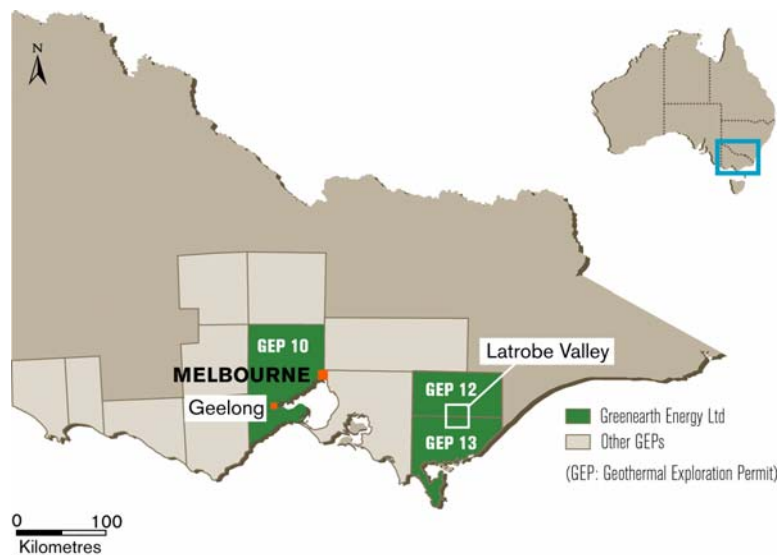 N
GEP 10
MELBOURNE
Geelong
Latrobe Valley
GEP 12
GEP 13
Greenearth Energy Ltd
Other GEPs
(GEP: Geothermal Exploration Permit)
0 100
Kilometres